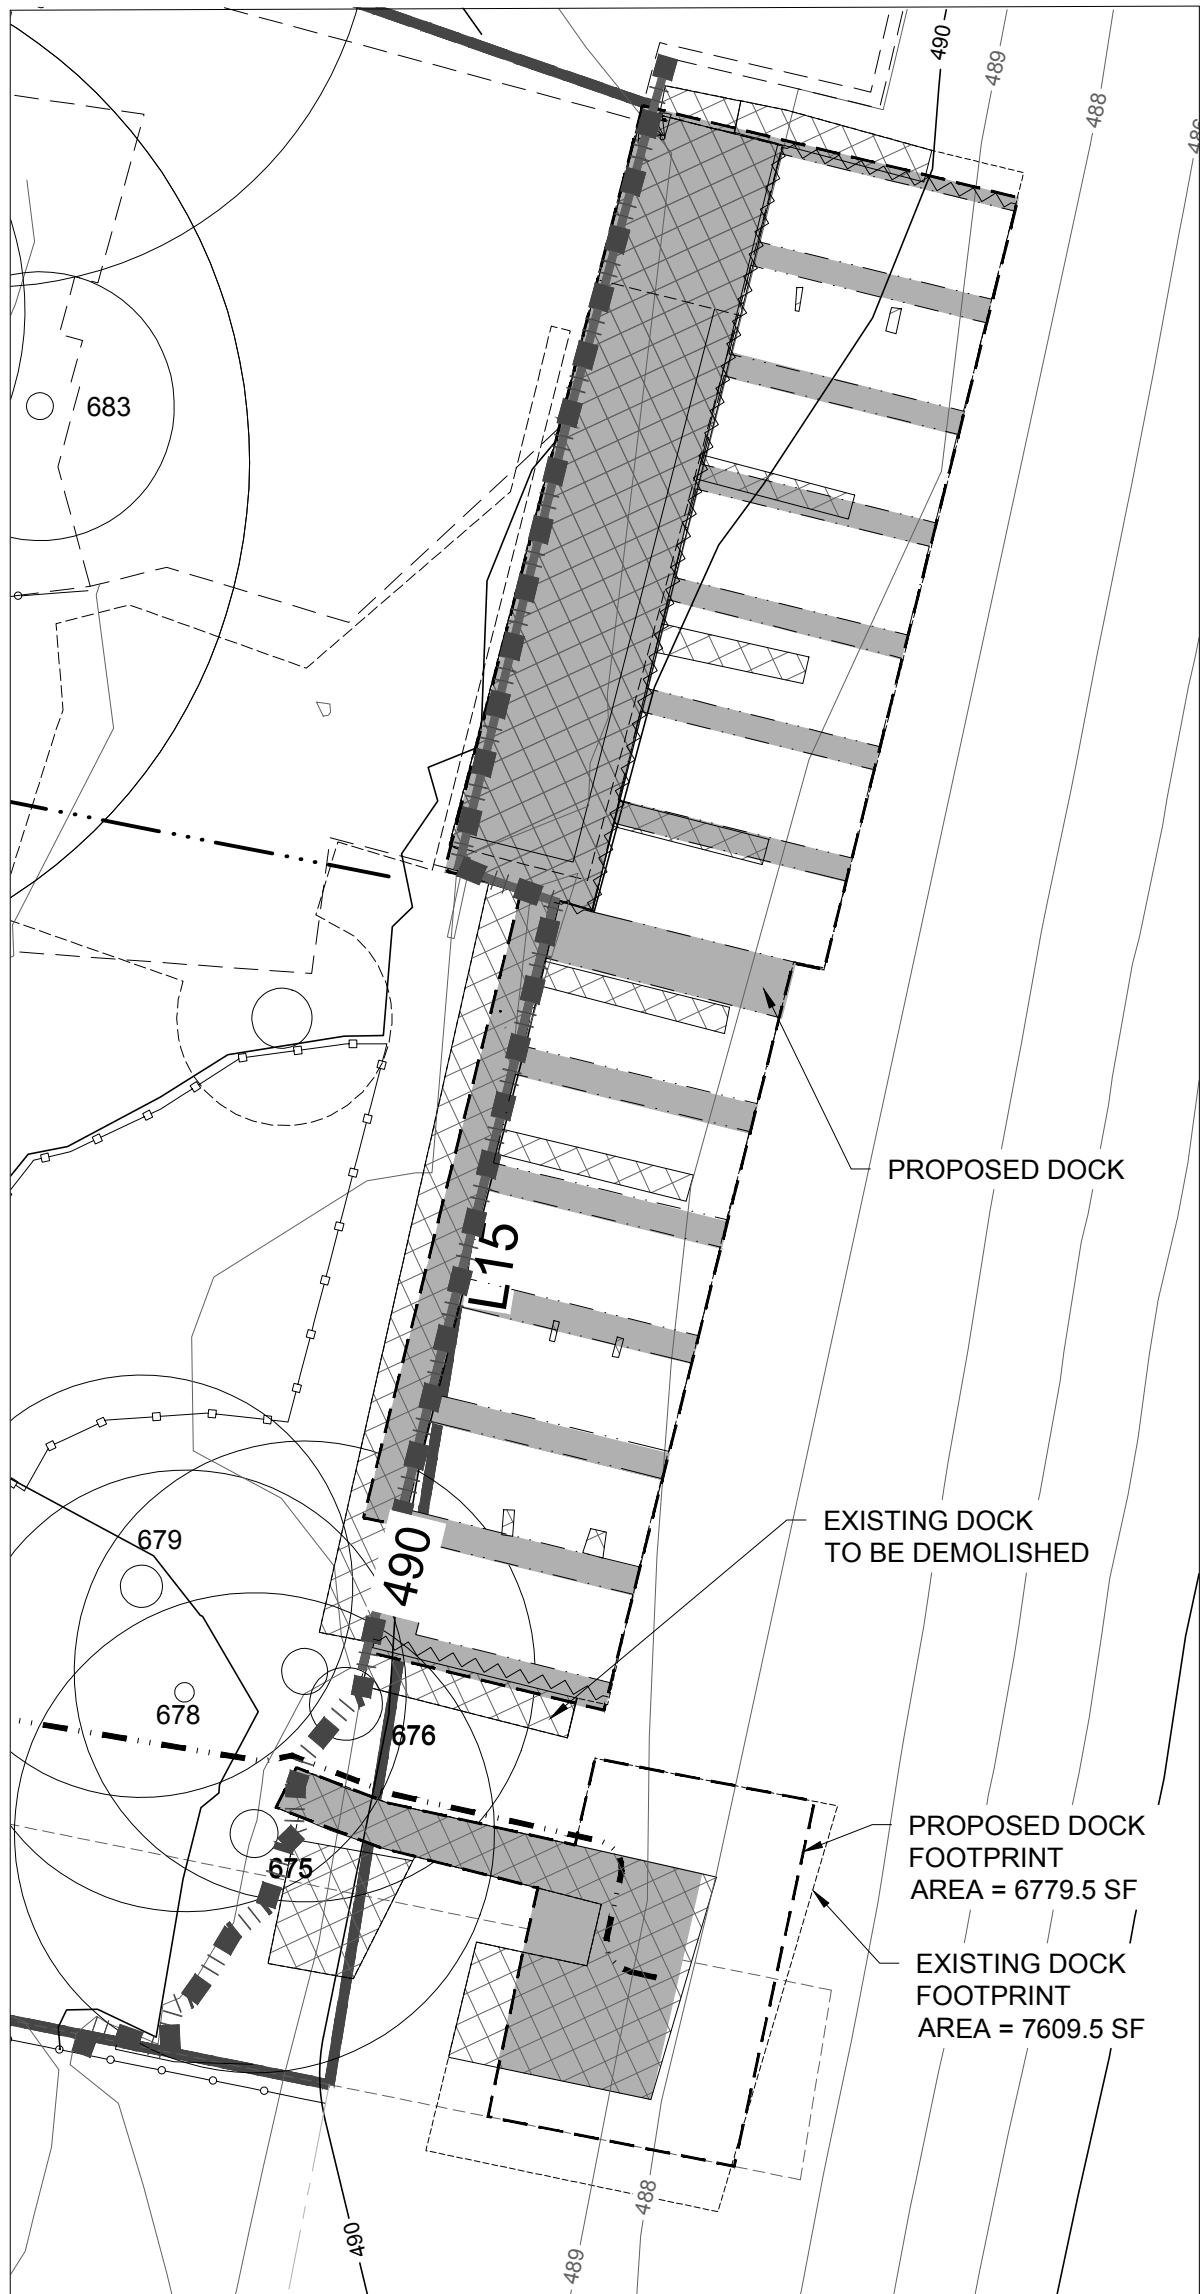 490
489
488
486
683
PROPOSED DOCK
L 15
EXISTING DOCK
TO BE DEMOLISHED
490
679
678
676
675
PROPOSED DOCK
FOOTPRINT
AREA = 6779.5 SF
EXISTING DOCK
FOOTPRINT
AREA = 7609.5 SF
490
489
488